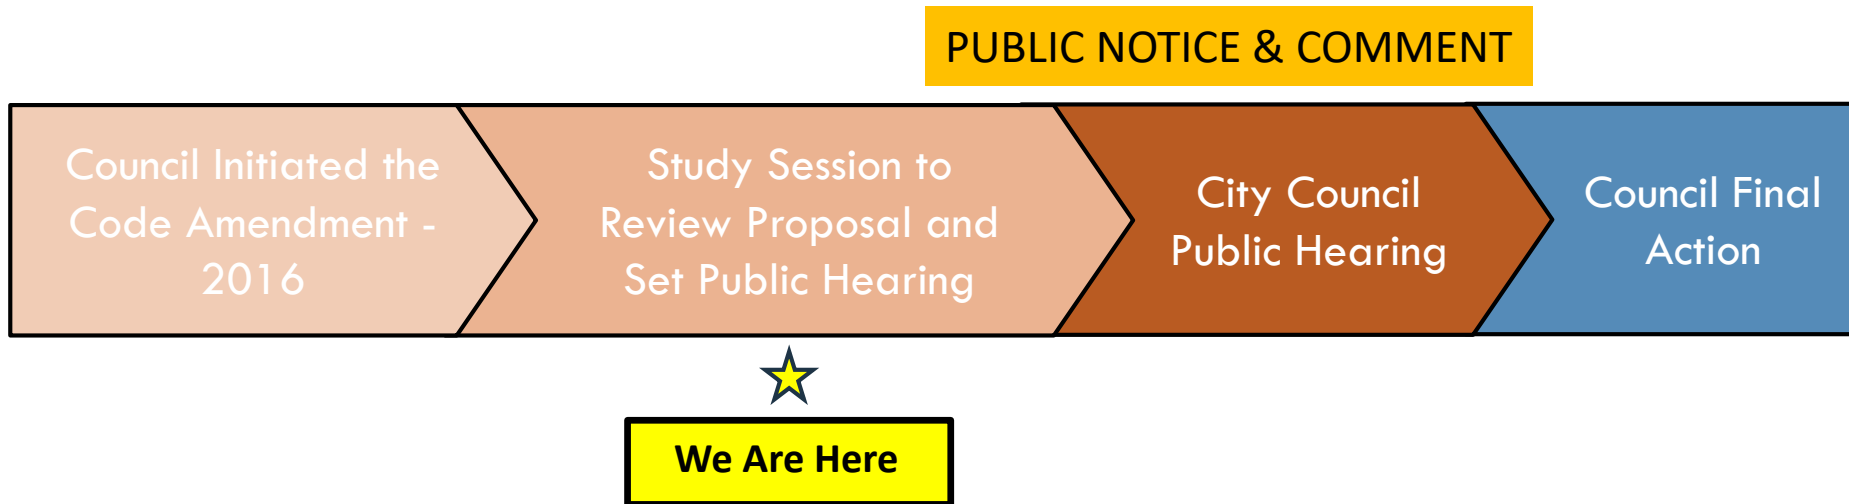 PUBLIC NOTICE & COMMENT
Council Initiated the
Code Amendment -
2016
Study Session to
Review Proposal and
Set Public Hearing
City Council
Public Hearing
Council Final
Action
We Are Here